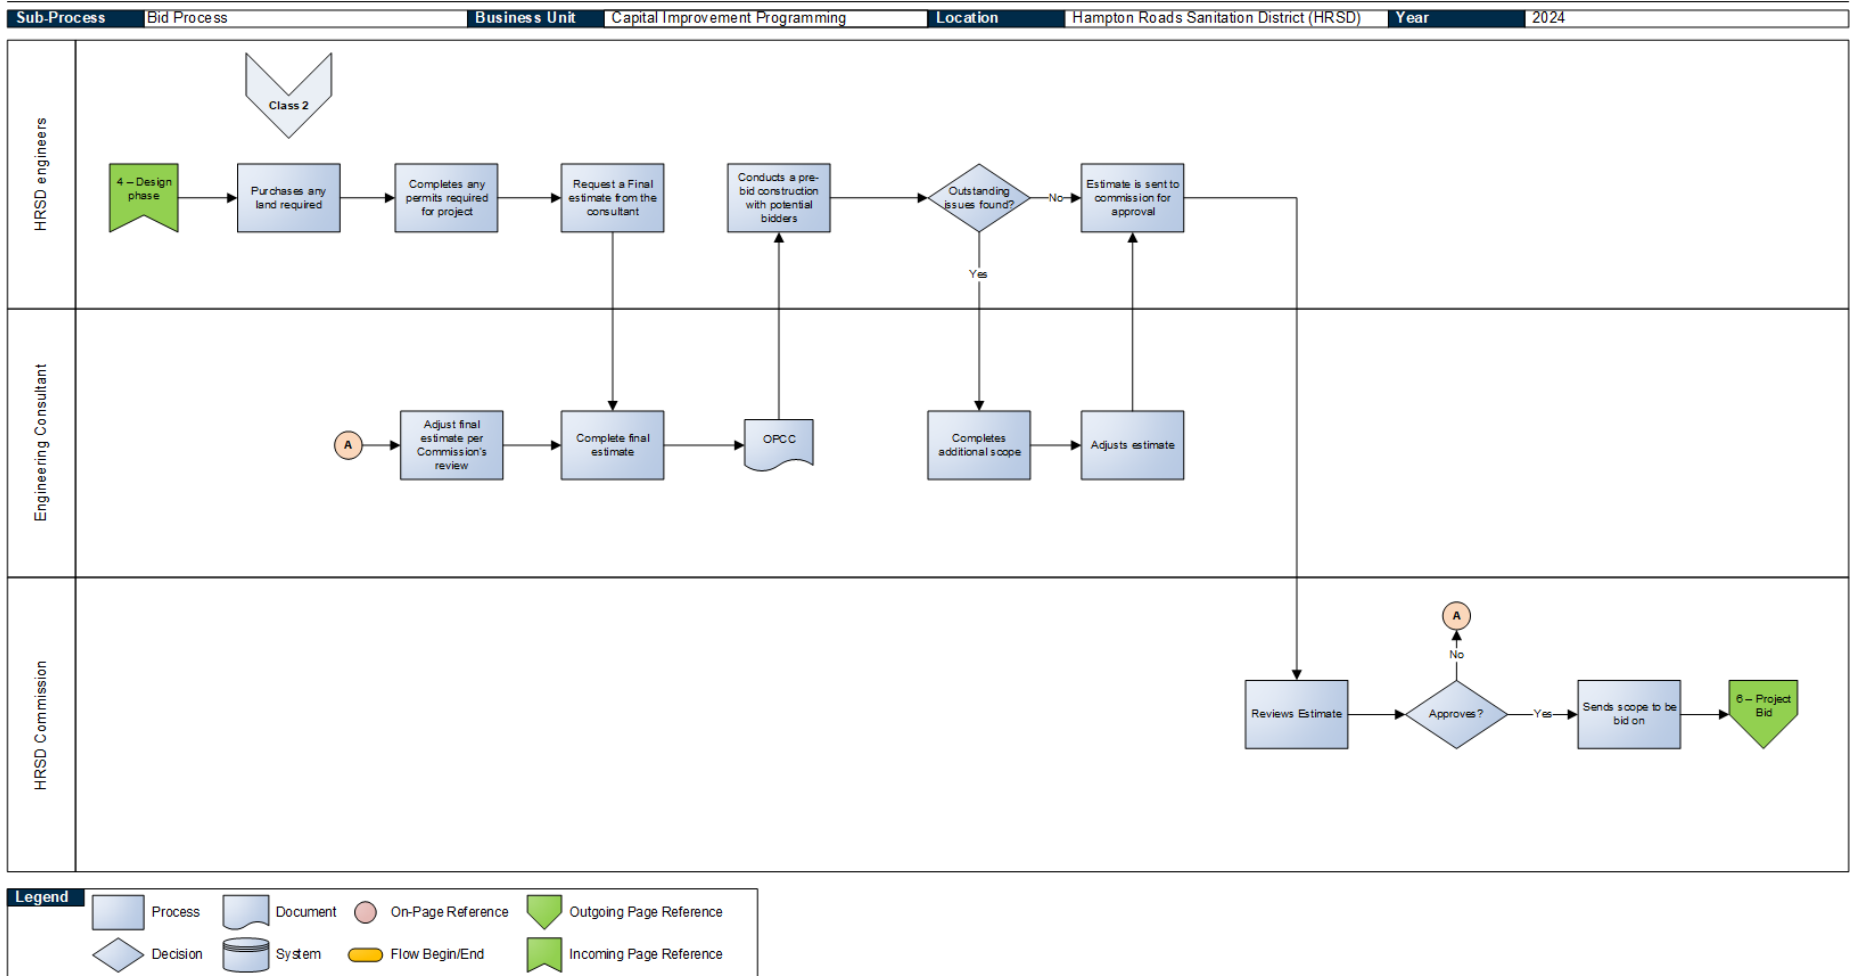 Sub-Process Bid Process Business Unit Capital Improvement Programming Location Hampton Roads Sanitation District (HRSD) Year 2024
HRSD engineers
Class 2
4 – Design
phase
Purchases any
land required
Completes any
permits required
for project
Request a Final
estimate from the
consultant
Conducts a pre-
bid construction
with potential
bidders
Outstanding
issues found?
No
Estimate is sent to
commission for
approval
Yes
Engineering Consultant
A
Adjust final
estimate per
Commission's
review
Complete final
estimate
OPCC
Completes
additional scope
Adjusts estimate
HRSD Commission
A
No
Reviews Estimate
Approves?
Yes
Sends scope to be
bid on
6 – Project
Bid
Legend
Process Document On-Page Reference Outgoing Page Reference
Decision System Flow Begin/End Incoming Page Reference